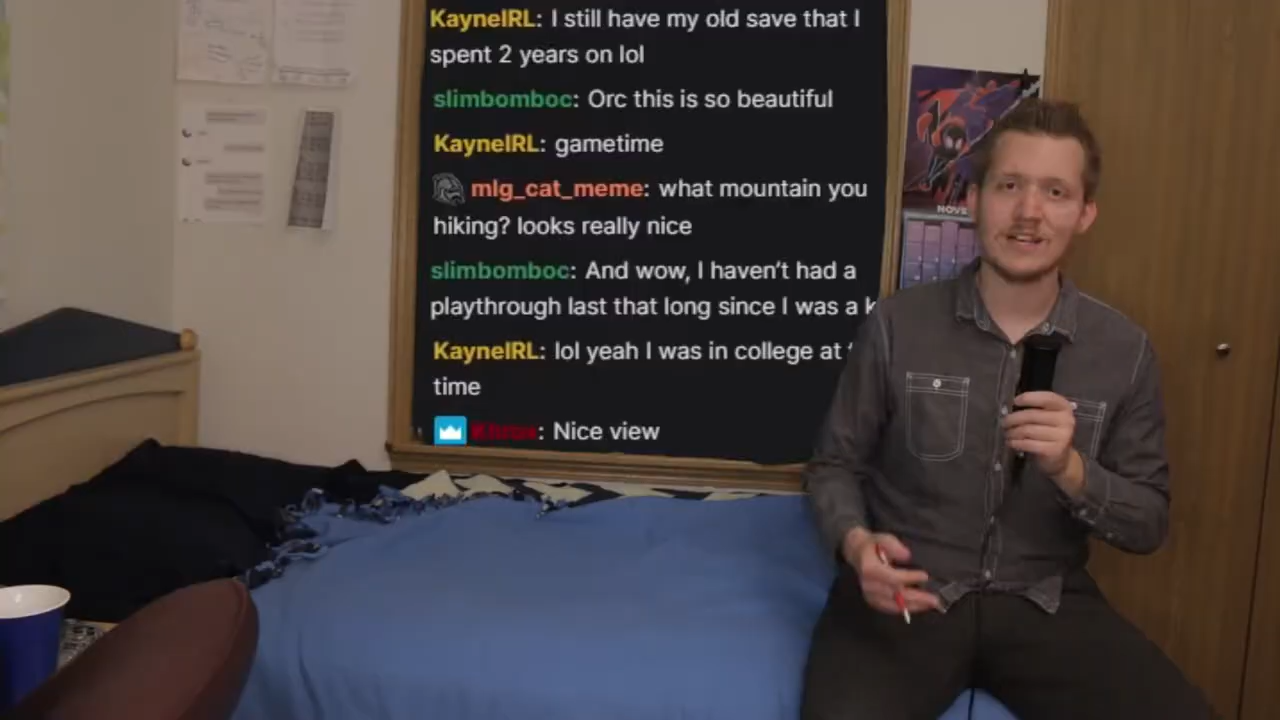 KayneIRL: I still have my old save that I
spent 2 years on lol
slimbomboc: Orc this is so beautiful
KayneIRL: gametime
mlg_cat_meme: what mountain you
hiking? looks really nice
slimbomboc: And wow, I haven't had a
playthrough last that long since I was a
KayneIRL: lol yeah I was in college at
time
Khrox: Nice view